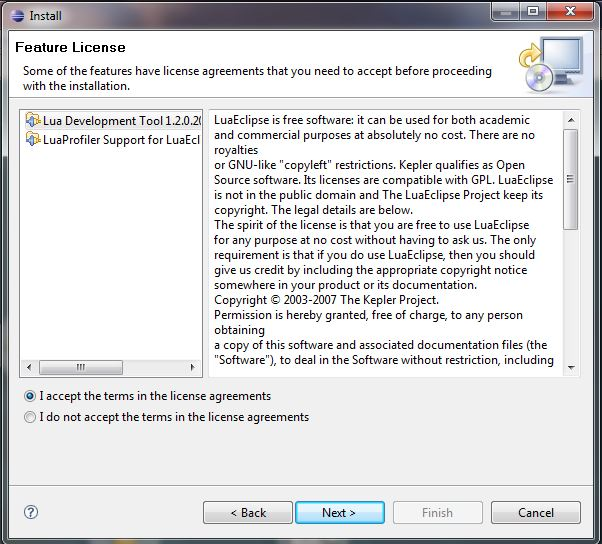 Install
Feature License
Some of the features have license agreements that you need to accept before proceeding
with the installation.
Lua Development Tool 1.2.0.20
LuaProfiler Support for LuaEcl
LuaEclipse is free software: it can be used for both academic
and commercial purposes at absolutely no cost. There are no
royalties
or GNU-like "copyleft" restrictions. Kepler qualifies as Open
Source software. Its licenses are compatible with GPL. LuaEclipse
is not in the public domain and The LuaEclipse Project keep its
copyright. The legal details are below.
The spirit of the license is that you are free to use LuaEclipse
for any purpose at no cost without having to ask us. The only
requirement is that if you do use LuaEclipse, then you should
give us credit by including the appropriate copyright notice
somewhere in your product or its documentation.
Copyright © 2003-2007 The Kepler Project.
Permission is hereby granted, free of charge, to any person
obtaining
a copy of this software and associated documentation files (the
"Software"), to deal in the Software without restriction, including
I accept the terms in the license agreements
I do not accept the terms in the license agreements
? < Back Next > Finish Cancel